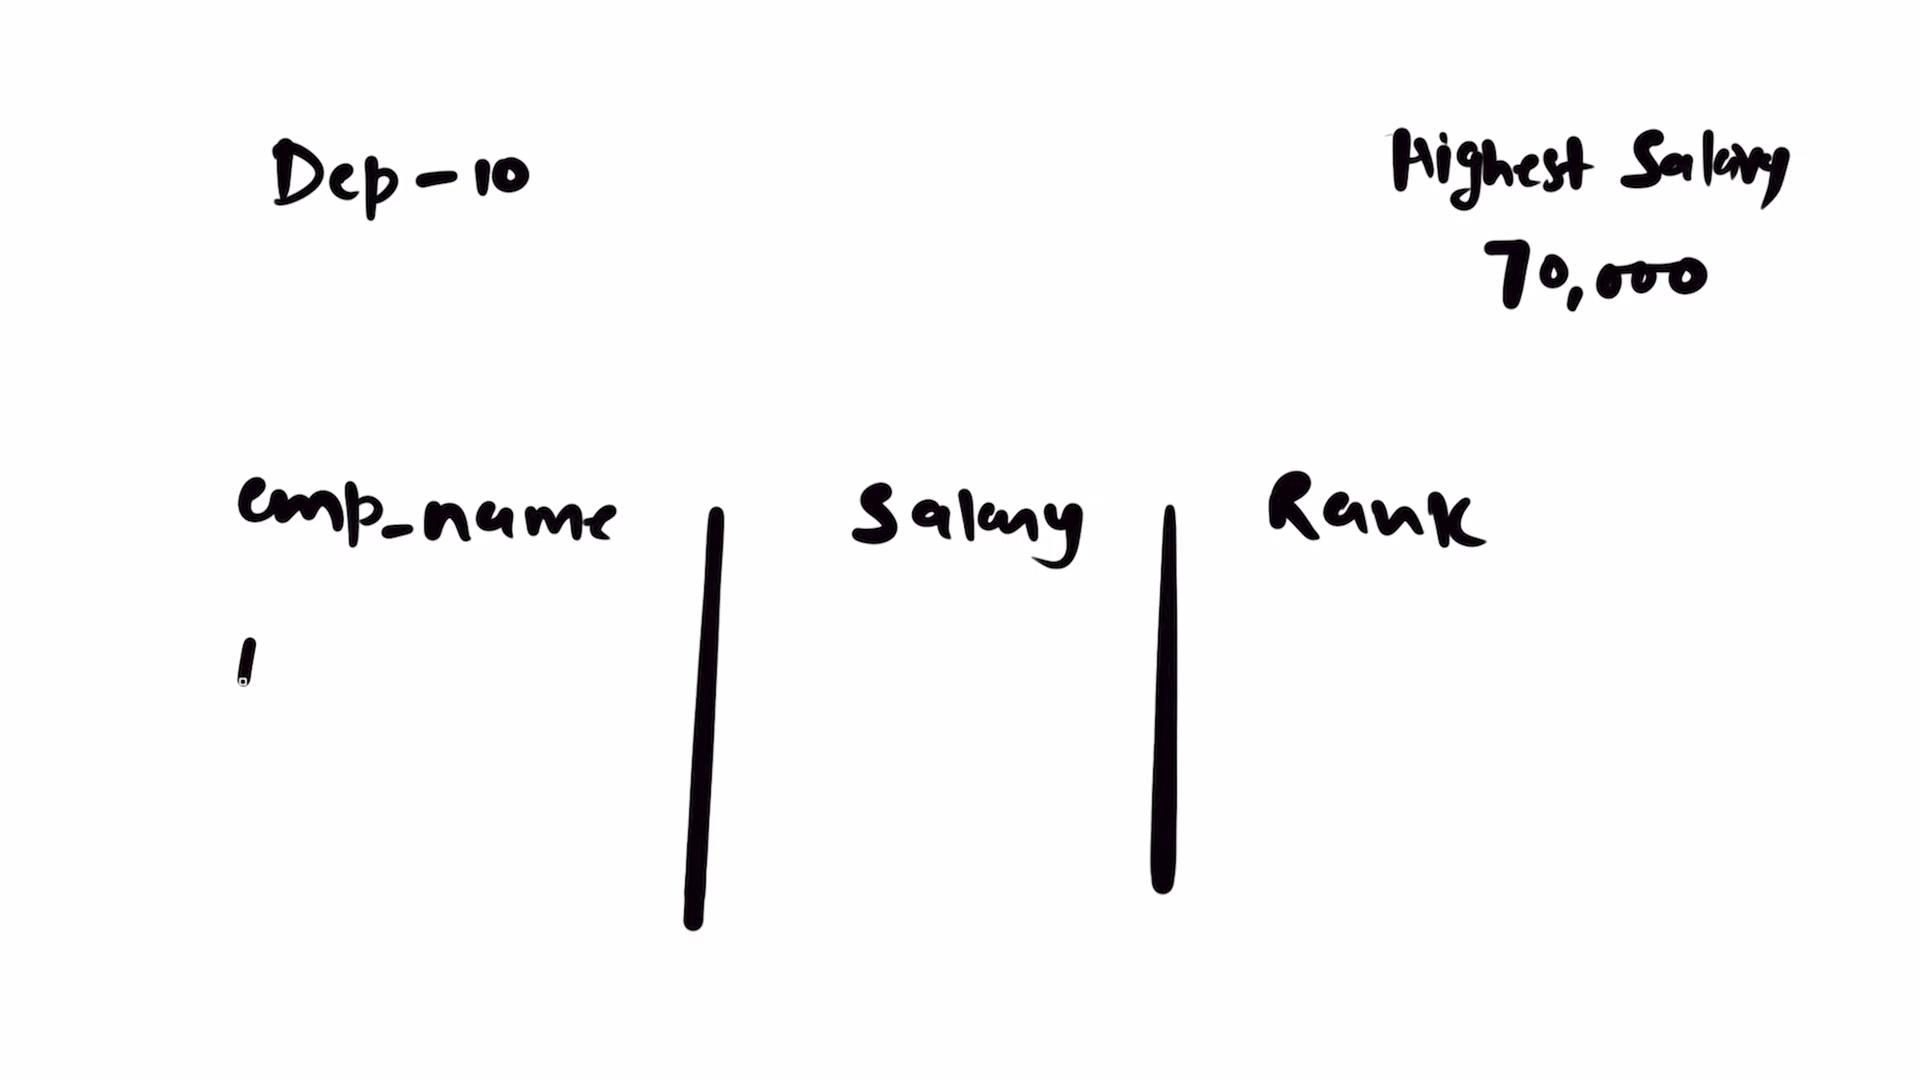 Dep-10
Highest Salary
70,000
emp_name
Salary
Rank